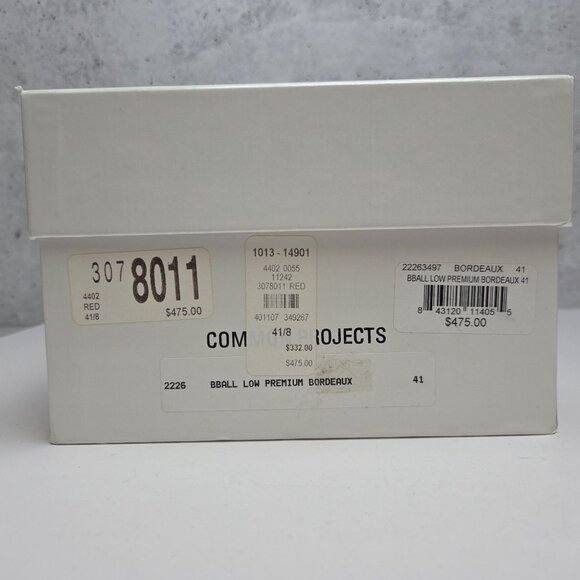 307 8011
4402
RED
41/8
$475.00
1013 - 14901
4402 0055
11242
3078011 RED
401107 349267
41/8
$332.00
$475.00
22263497 BORDEAUX 41
BBALL LOW PREMIUM BORDEAUX 41
8 43120 11405 5
$475.00
COM PROJECTS
2226 BBALL LOW PREMIUM BORDEAUX 41